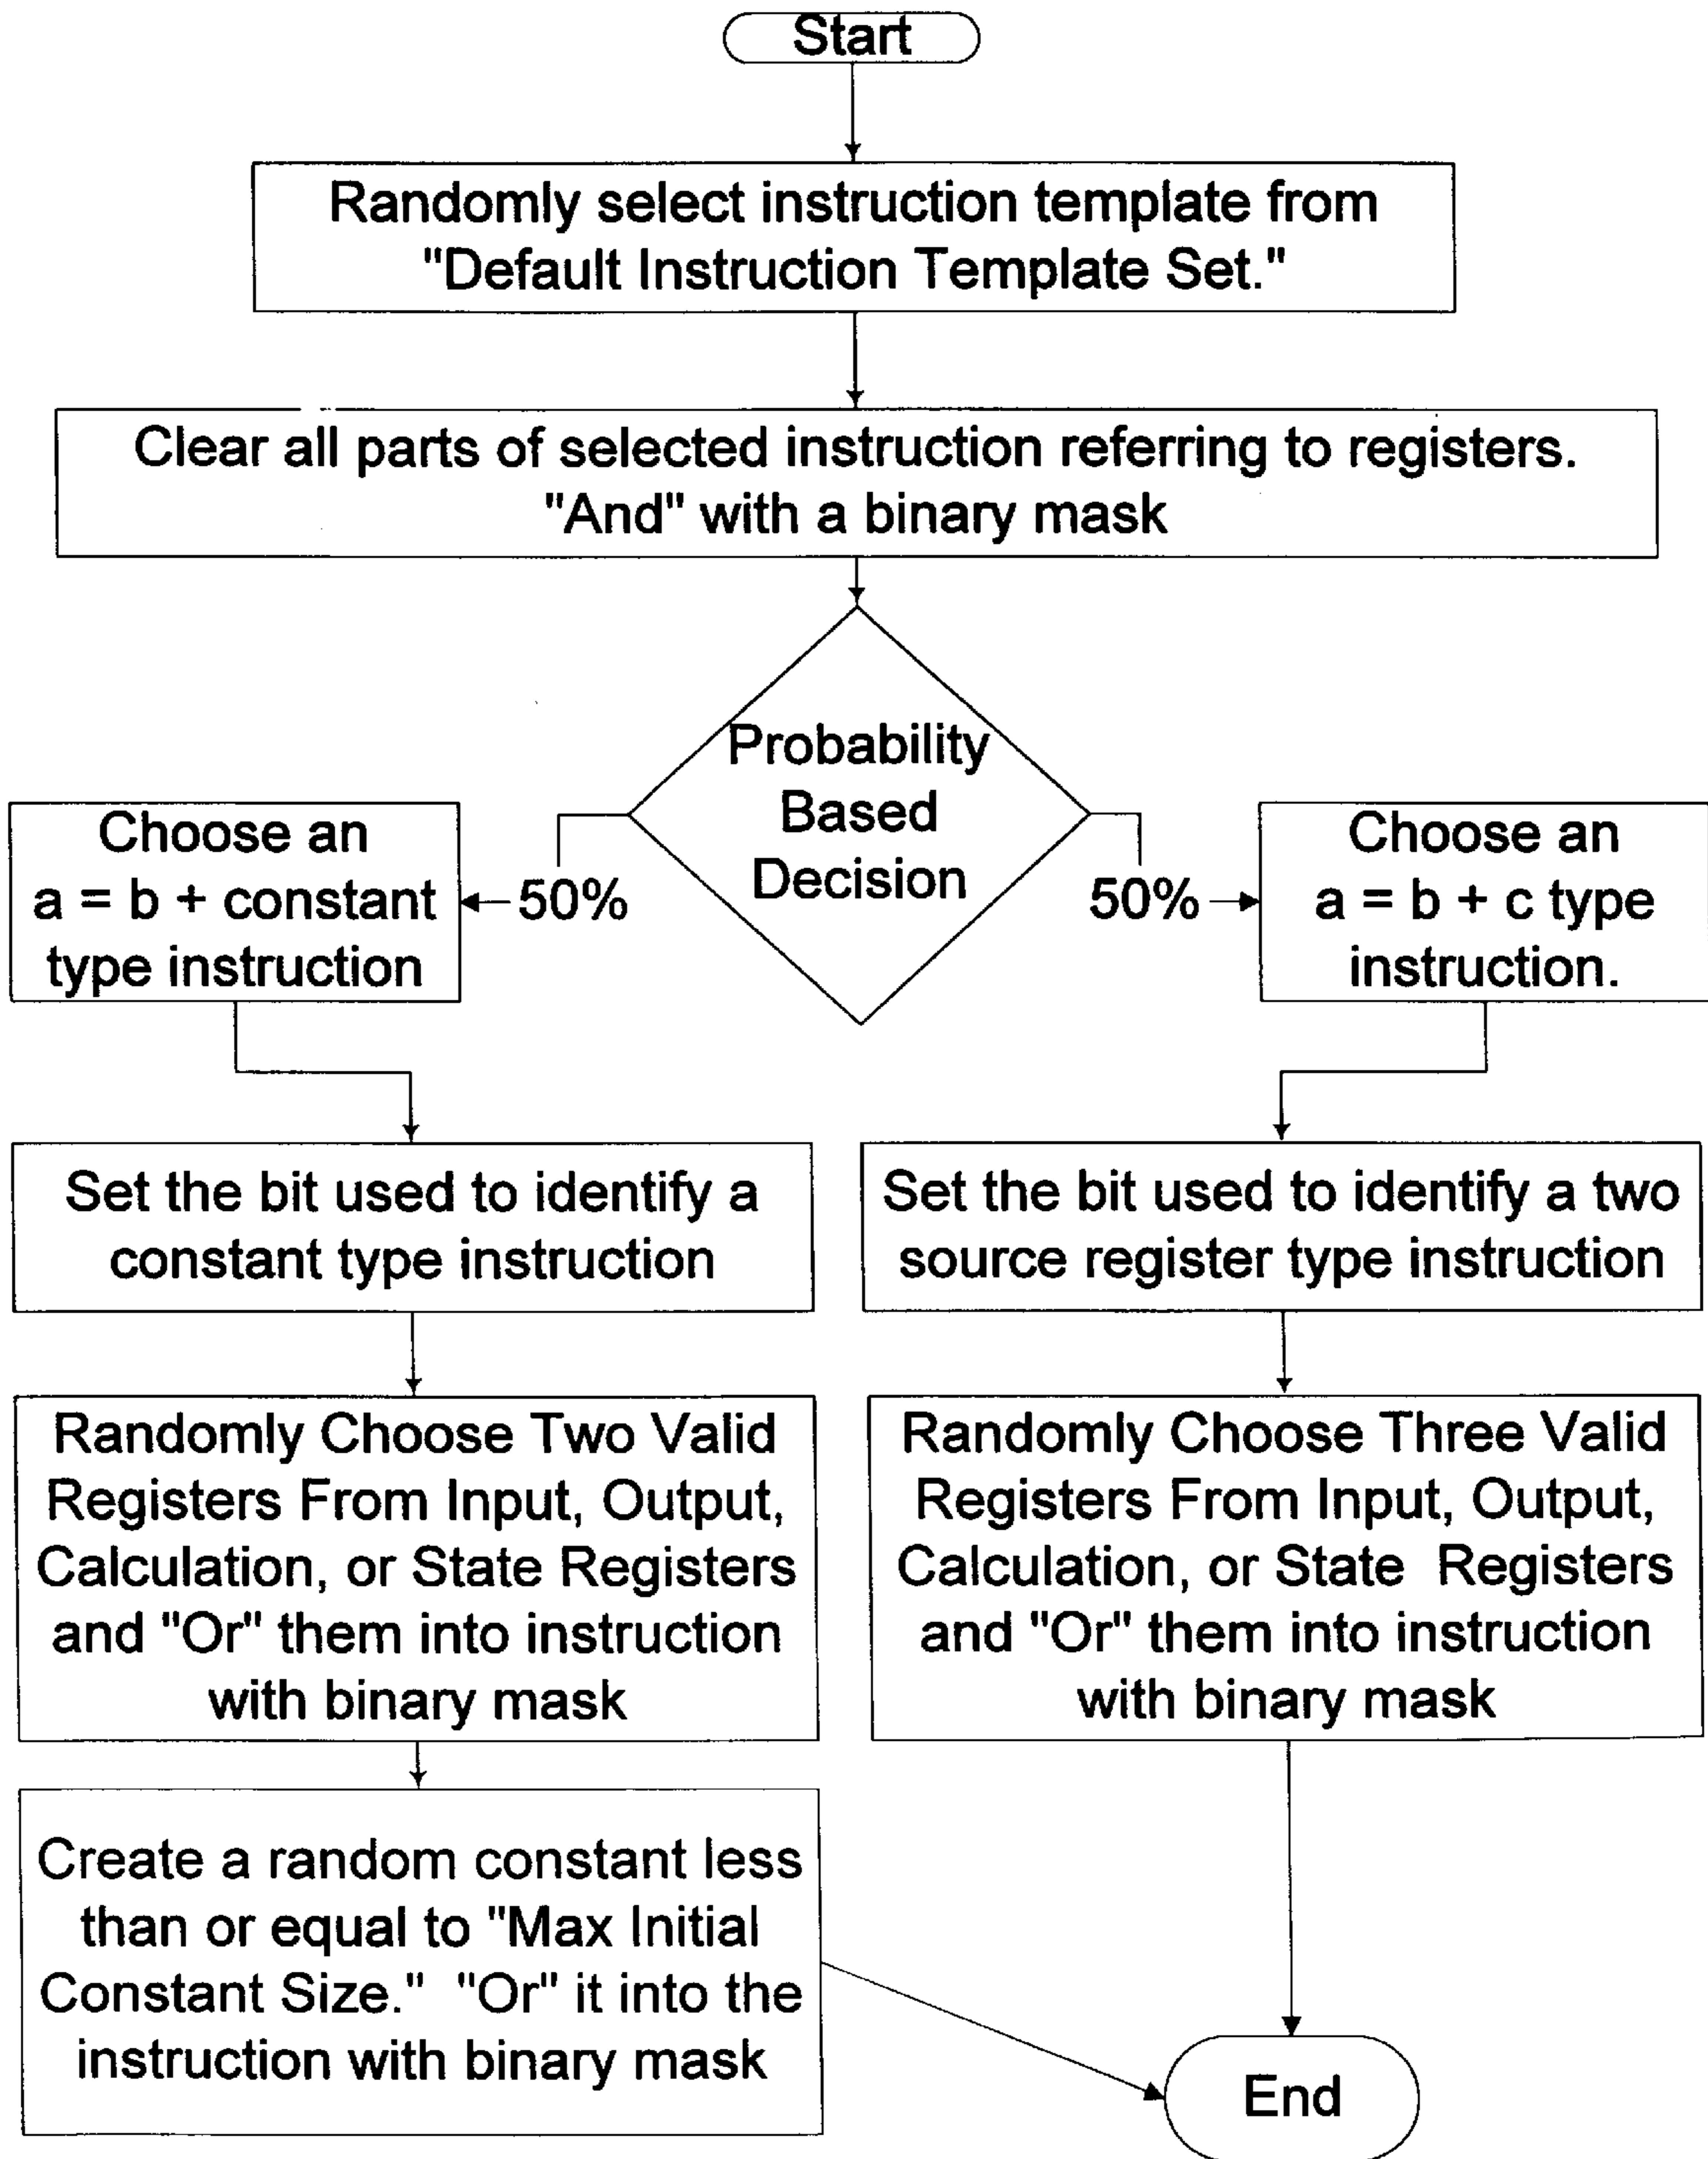 Start
Randomly select instruction template from
"Default Instruction Template Set."
Clear all parts of selected instruction referring to registers.
"And" with a binary mask
Probability
Based
Decision
50%
50%
Choose an
a = b + constant
type instruction
Choose an
a = b + c type
instruction.
Set the bit used to identify a
constant type instruction
Set the bit used to identify a two
source register type instruction
Randomly Choose Two Valid
Registers From Input, Output,
Calculation, or State Registers
and "Or" them into instruction
with binary mask
Randomly Choose Three Valid
Registers From Input, Output,
Calculation, or State  Registers
and "Or" them into instruction
with binary mask
Create a random constant less
than or equal to "Max Initial
Constant Size."  "Or" it into the
instruction with binary mask
End